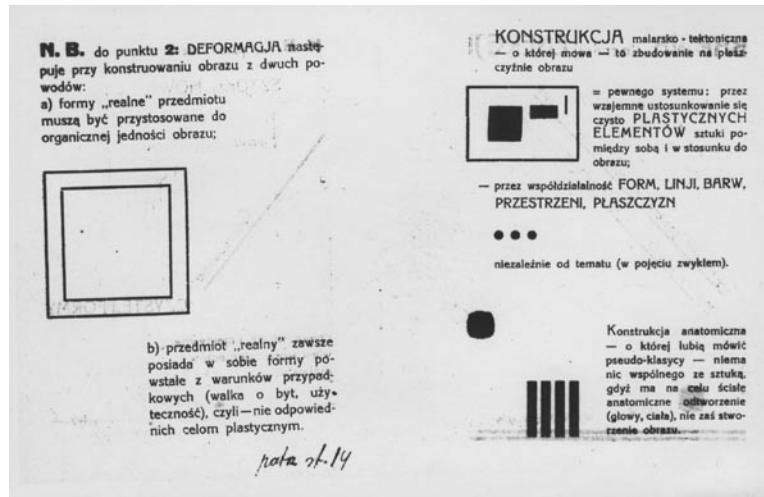 N. B. do punktu 2: DEFORMACJA nastę-
puje przy konstruowaniu obrazu z dwuch po-
wodów:
a) formy „realne” przedmiotu
muszą być przystosowane do
organicznej jedności obrazu;
b) przedmiot „realny” zawsze
posiada w sobie formy po-
wstałe z warunków przypad-
kowych (walka o byt, uży-
teczność), czyli—nie odpowied-
nich celom plastycznym.
st. 14
KONSTRUKCJA malarsko-tektoniczna
— o której mowa — to zbudowanie na płasz-
czyźnie obrazu
= pewnego systemu: przez
wzajemne ustosunkowanie się
czysto PLASTYCZNYCH
ELEMENTÓW sztuki po-
między sobą i w stosunku do
obrazu;
— przez współdziałalność FORM, LINJI, BARW,
PRZESTRZENI, PŁASZCZYZN
niezależnie od tematu (w pojęciu zwykłem).
Konstrukcja anatomiczna
— o której lubią mówić
pseudo-klasycy — niema
nic wspólnego ze sztuką,
gdyż ma na celu ścisłe
anatomiczne odtworzenie
(głowy, ciała), nie zaś stwo-
rzenie obrazu.